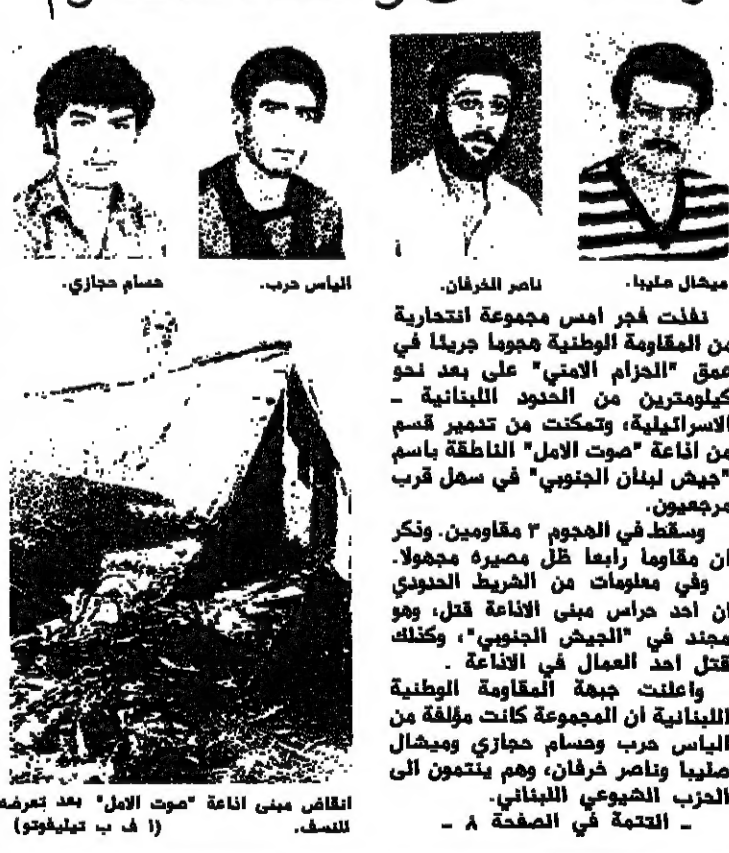 ميشال صليبا.
ناصر الخرفان.
الياس حرب.
حسام حجازي.
نفذت فجر امس مجموعة انتحارية
من المقاومة الوطنية هجوما جريئا في
عمق "الحزام الامني" على بعد نحو
كيلومترين من الحدود اللبنانية ـ
الاسرائيلية، وتمكنت من تدمير قسم
من اذاعة "صوت الامل" الناطقة باسم
"جيش لبنان الجنوبي" في سهل قرب
مرجعيون.
وسقط في الهجوم ٣ مقاومين. وذكر
ان مقاوما رابعا ظل مصيره مجهولا.
وفي معلومات من الشريط الحدودي
ان احد حراس مبنى الاذاعة قتل، وهو
مجند في "الجيش الجنوبي"، وكذلك
قتل احد العمال في الاذاعة .
واعلنت جبهة المقاومة الوطنية
اللبنانية ان المجموعة كانت مؤلفة من
الياس حرب وحسام حجازي وميشال
صليبا وناصر خرفان، وهم ينتمون الى
الحزب الشيوعي اللبناني.
ـ التتمة في الصفحة ٨ ـ
انقاض مبنى اذاعة "صوت الامل" بعد تعرضه
للنسف. (ا ف ب تيليفوتو)